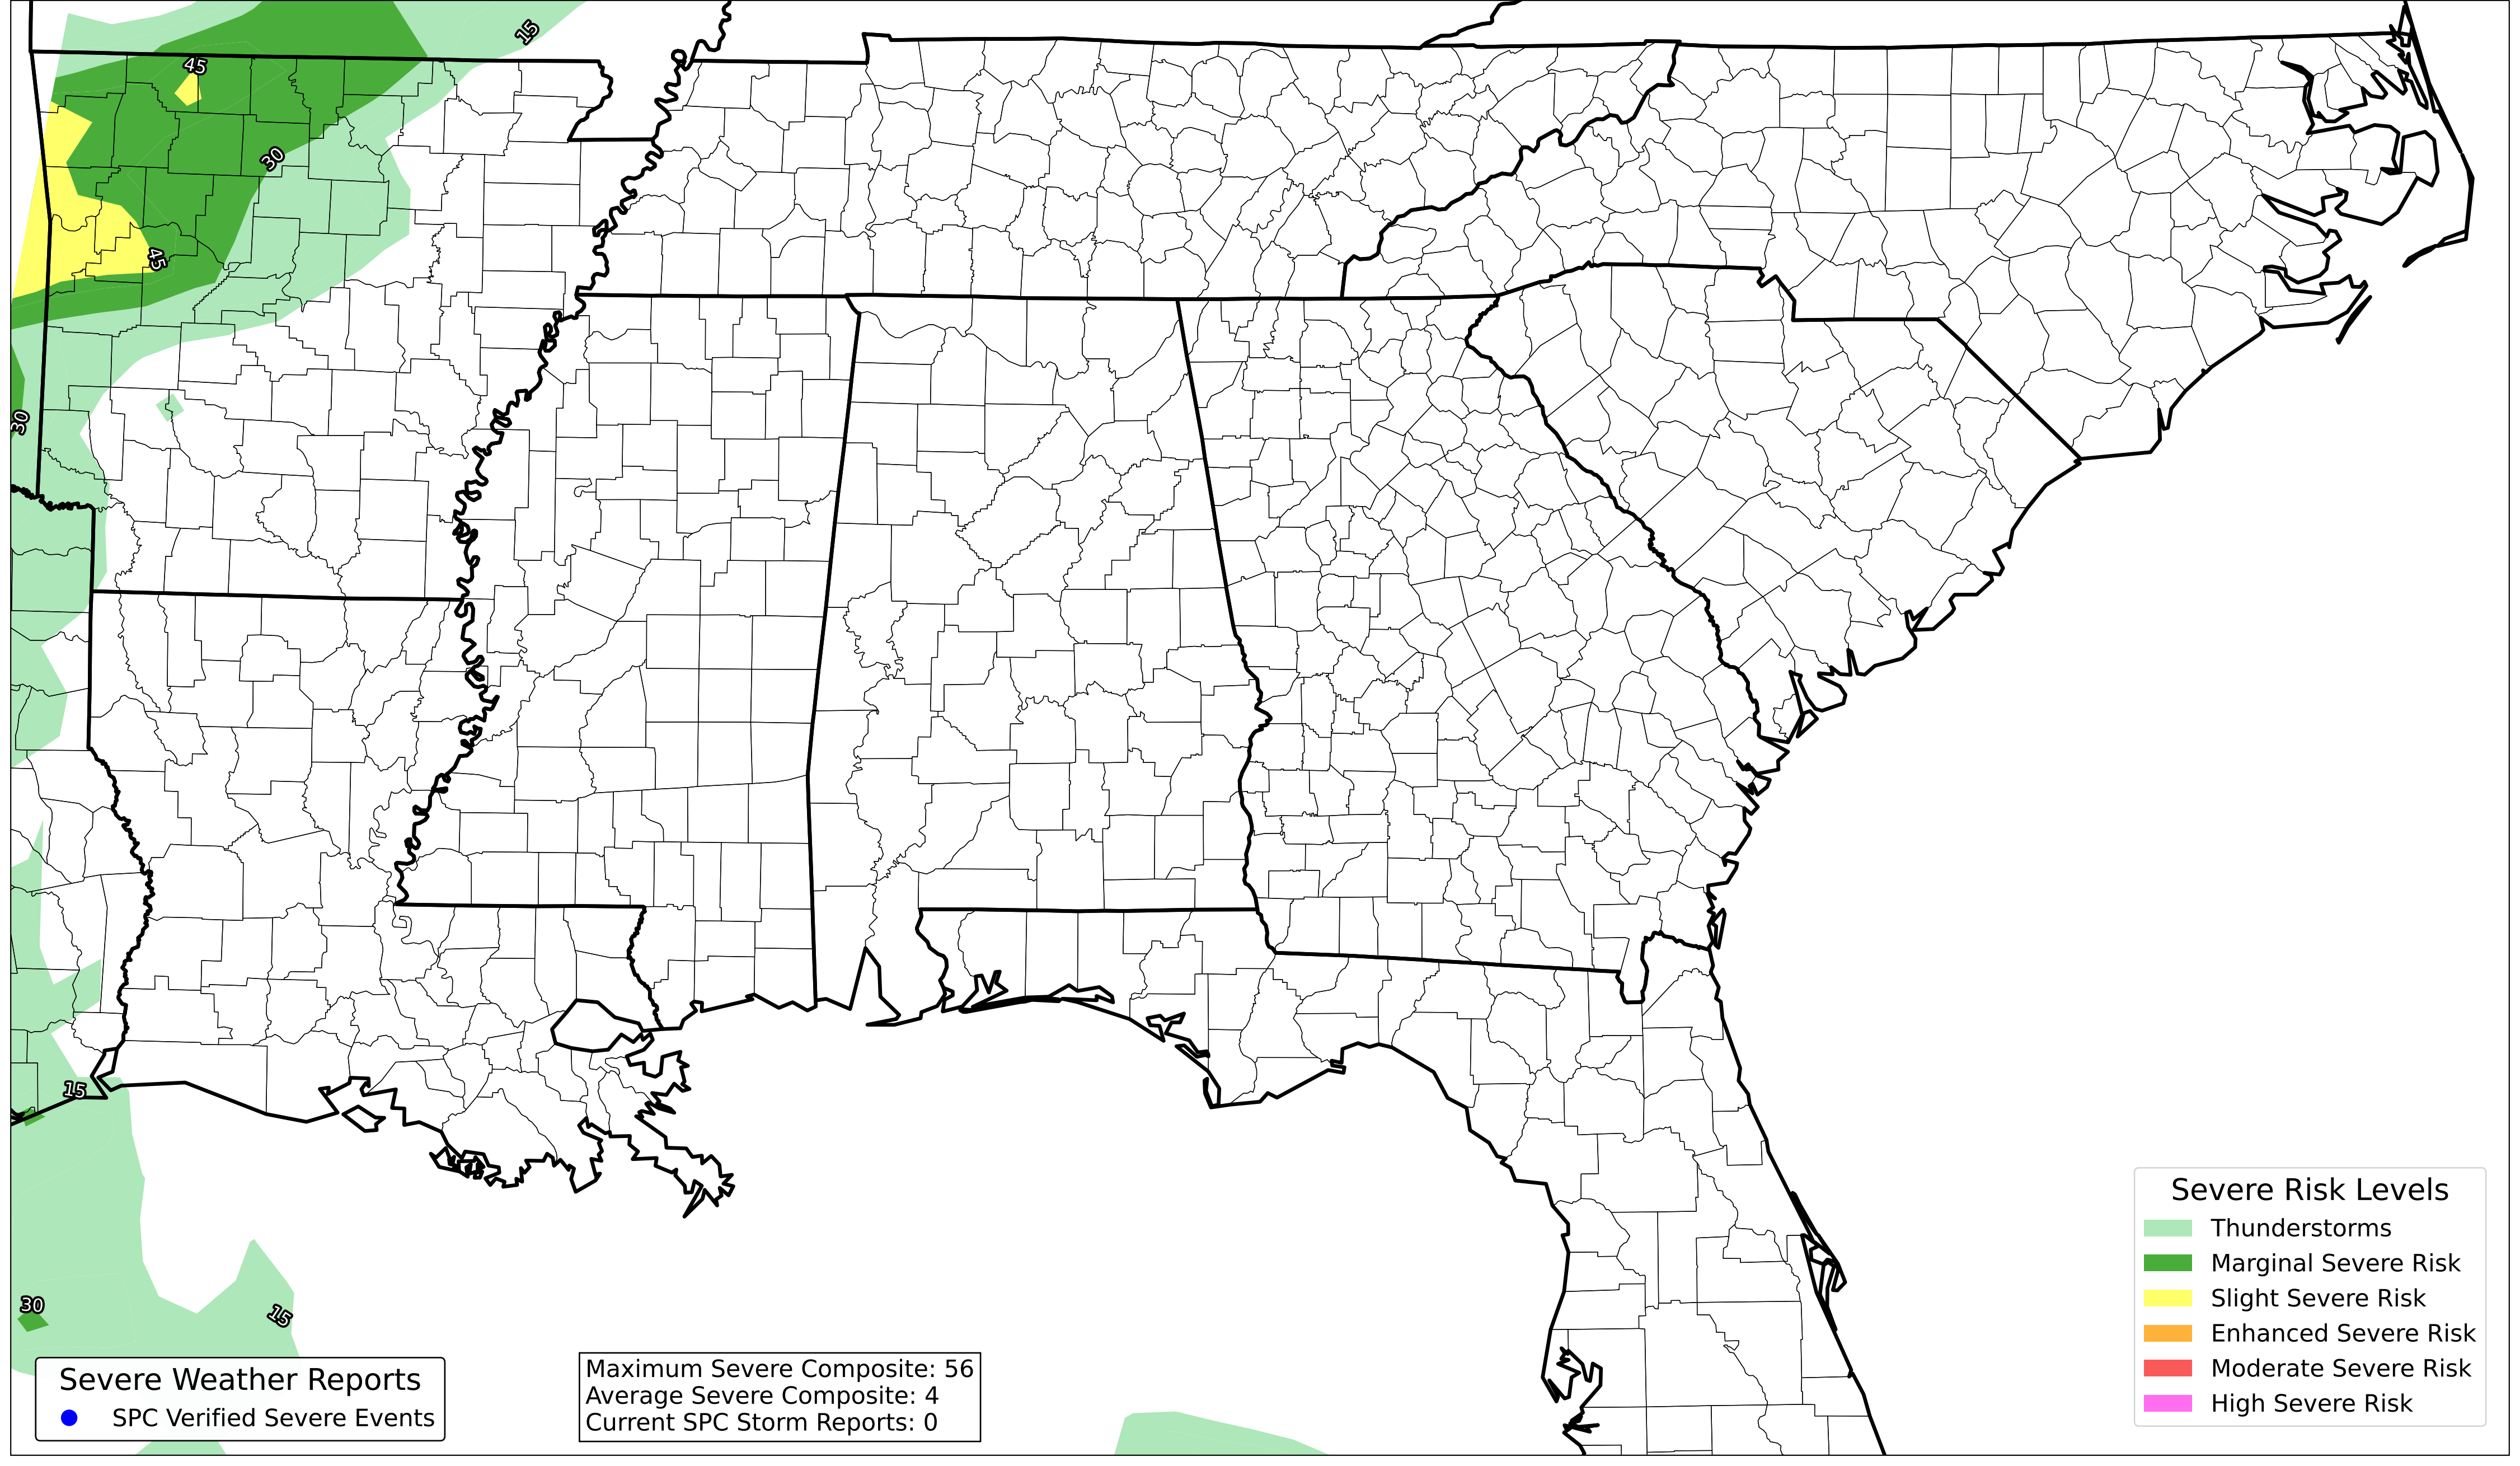 15
45
30
45
30
15
30
15
Severe Weather Reports
SPC Verified Severe Events
Maximum Severe Composite: 56
Average Severe Composite: 4
Current SPC Storm Reports: 0
Severe Risk Levels
Thunderstorms
Marginal Severe Risk
Slight Severe Risk
Enhanced Severe Risk
Moderate Severe Risk
High Severe Risk